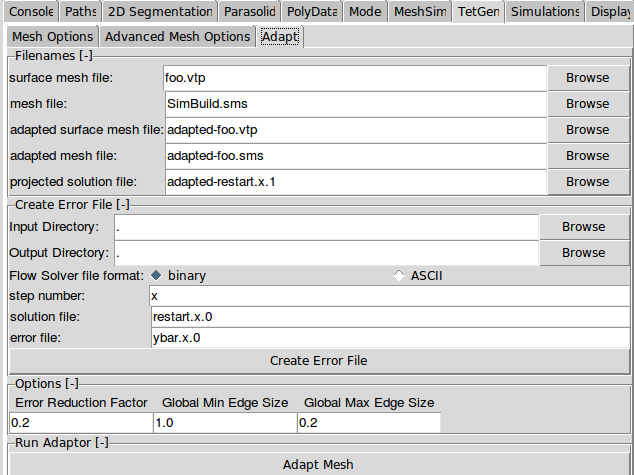 Console Paths 2D Segmentation Parasolid PolyData Mode MeshSim TetGen Simulations Display
Mesh Options Advanced Mesh Options Adapt
Filenames [-]
surface mesh file: foo.vtp Browse
mesh file: SimBuild.sms Browse
adapted surface mesh file: adapted-foo.vtp Browse
adapted mesh file: adapted-foo.sms Browse
projected solution file: adapted-restart.x.1 Browse
Create Error File [-]
Input Directory: . Browse
Output Directory: . Browse
Flow Solver file format: binary ASCII
step number: x
solution file: restart.x.0
error file: ybar.x.0
Create Error File
Options [-]
Error Reduction Factor Global Min Edge Size Global Max Edge Size
0.2 1.0 0.2
Run Adaptor [-]
Adapt Mesh